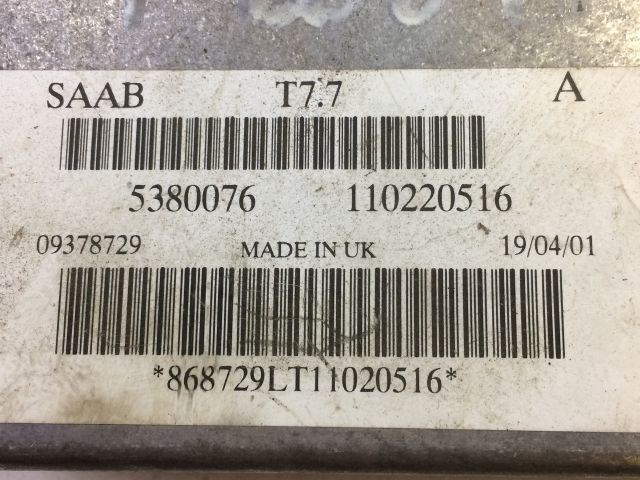 SAAB T7.7 A
5380076 110220516
09378729 MADE IN UK 19/04/01
*868729LT11020516*